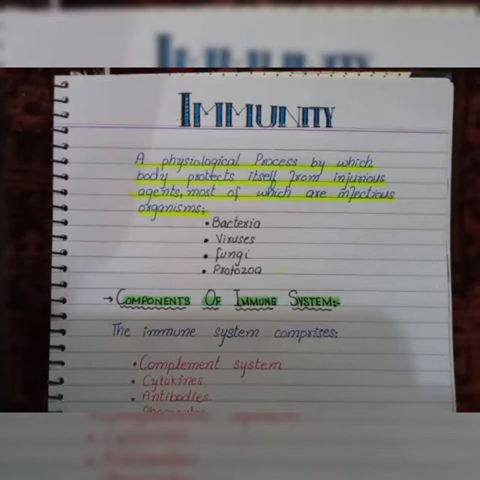 IMMUNITY
A physiological Process by which
body protects itself from injurious
agents, most of which are infectious
organisms:
• Bacteria
• Viruses
• fungi
• Protozoa
→ COMPONENTS OF IMMUNE SYSTEM:-
The immune system comprises:
• Complement system
• Cytokines.
• Antibodies.